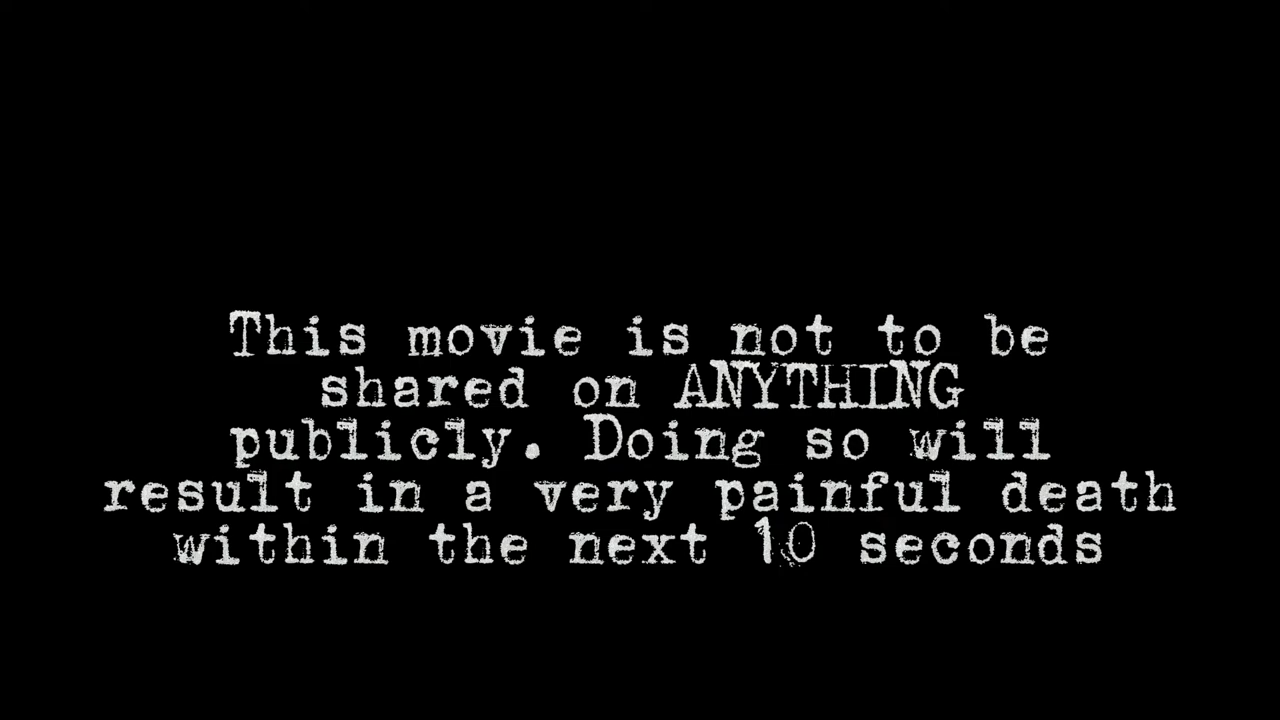 This movie is not to be
shared on ANYTHING
publicly. Doing so will
result in a very painful death
within the next 10 seconds